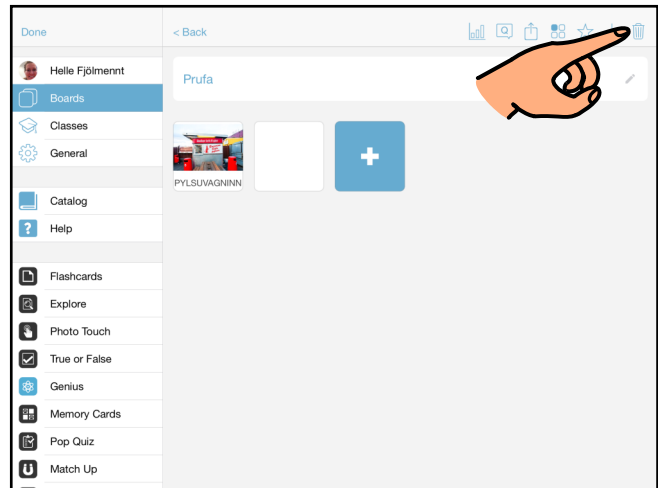 Done
< Back
Helle Fjölmennt
Boards
Classes
General
Catalog
Help
Flashcards
Explore
Photo Touch
True or False
Genius
Memory Cards
Pop Quiz
Match Up
Prufa
PYLSUVAGNINN